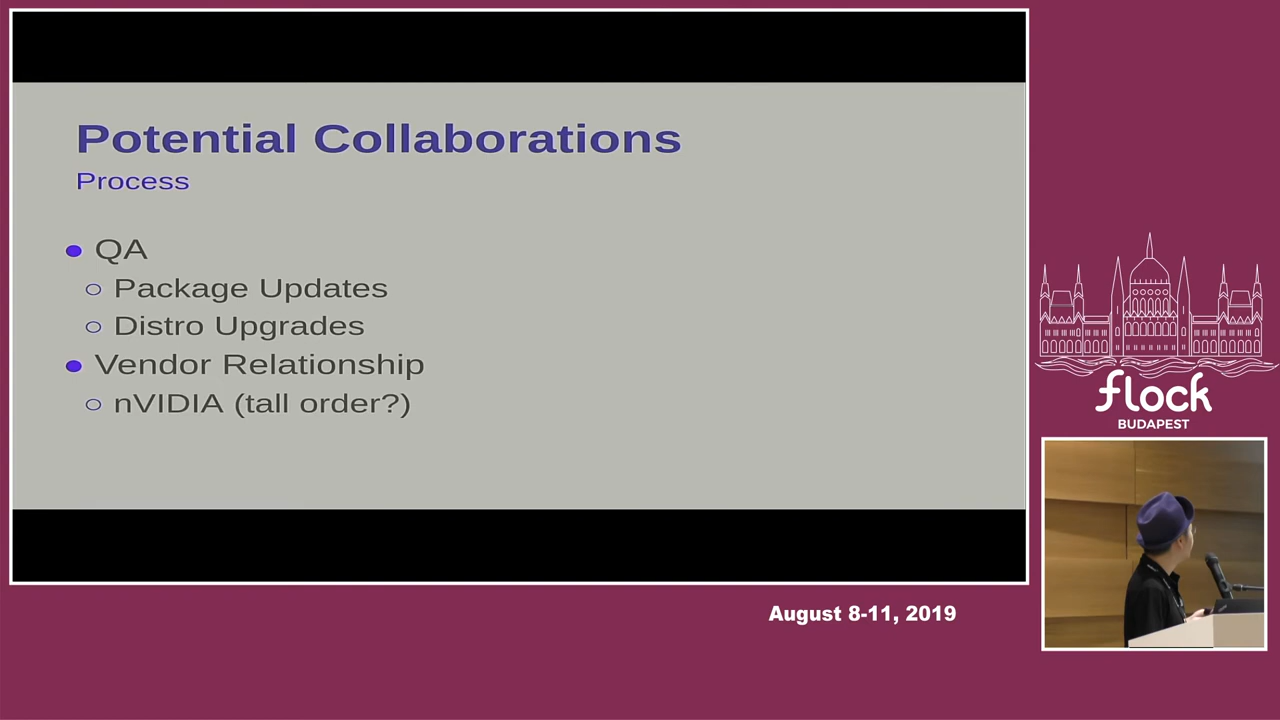 Potential Collaborations
Process
QA
Package Updates
Distro Upgrades
Vendor Relationship
nVIDIA (tall order?)
flock
BUDAPEST
August 8-11, 2019